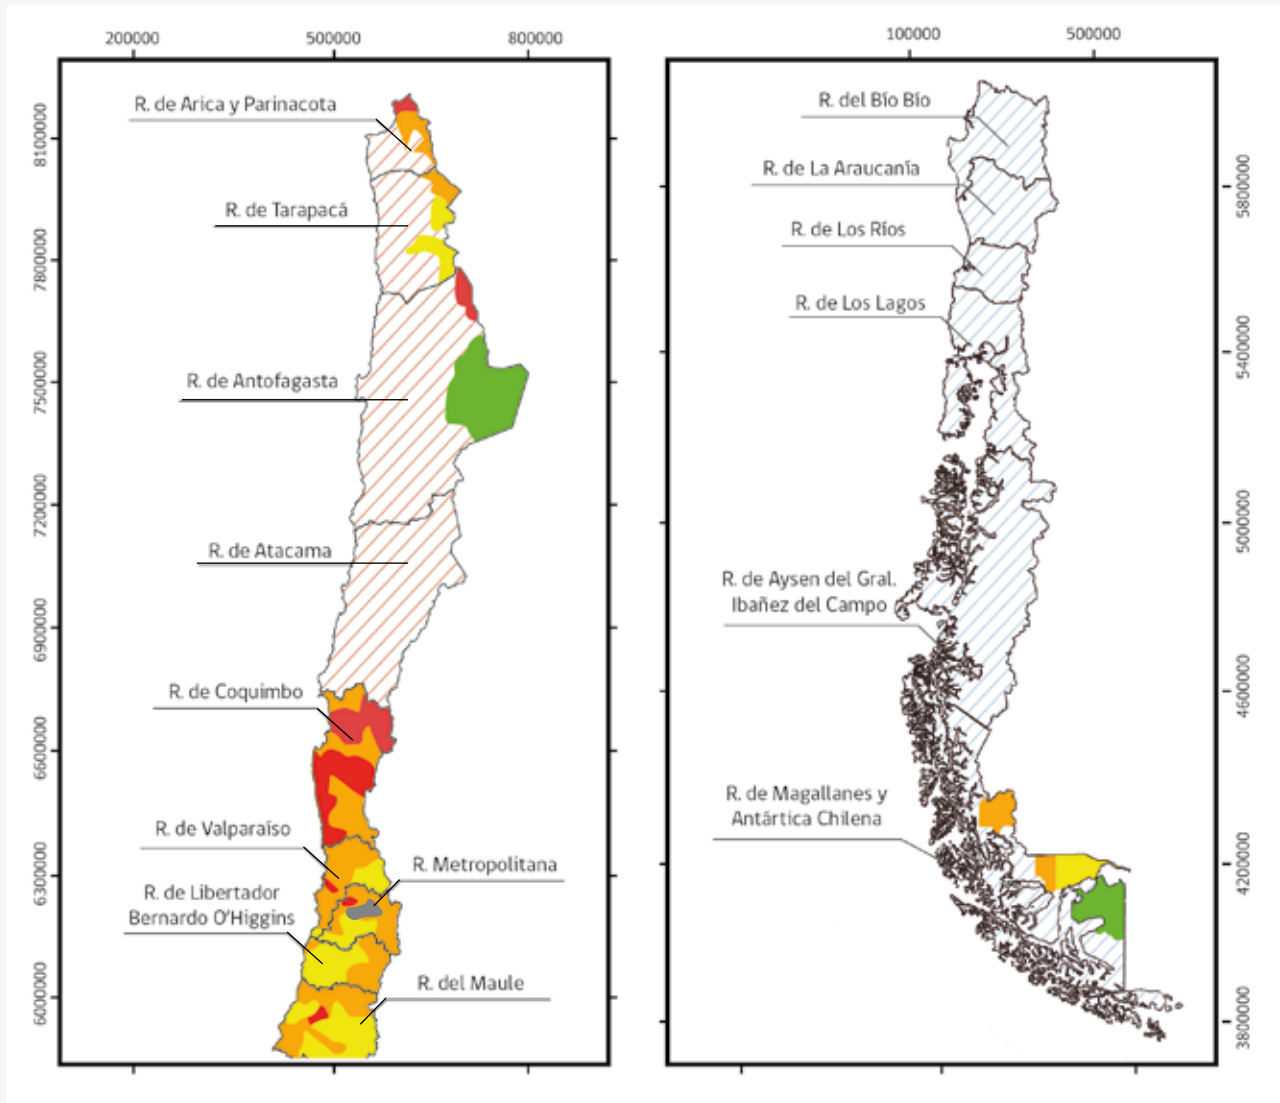 200000
500000
800000
8100000
7800000
7500000
7200000
6900000
6600000
6300000
6000000
R. de Arica y Parinacota
R. de Tarapacá
R. de Antofagasta
R. de Atacama
R. de Coquimbo
R. de Valparaíso
R. Metropolitana
R. de Libertador
Bernardo O'Higgins
R. del Maule
100000
500000
5800000
5400000
5000000
4600000
4200000
3800000
R. del Bío Bío
R. de La Araucanía
R. de Los Ríos
R. de Los Lagos
R. de Aysen del Gral.
Ibañez del Campo
R. de Magallanes y
Antártica Chilena